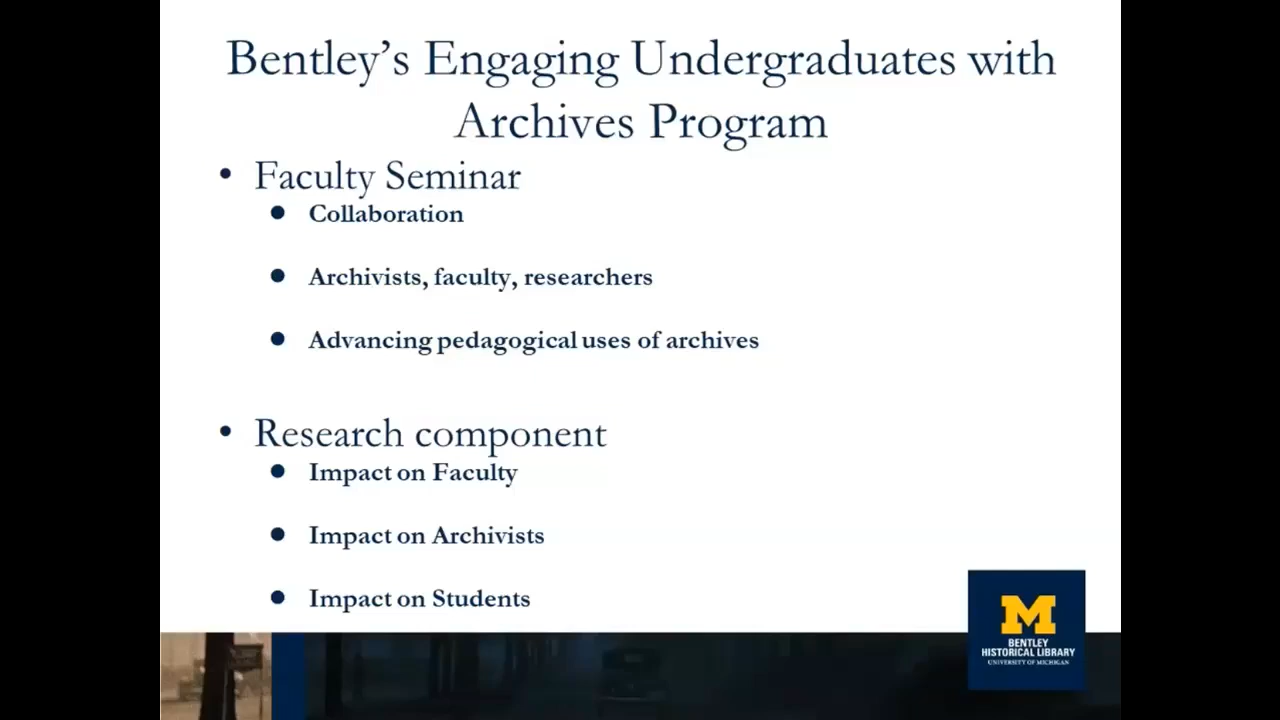 Bentley’s Engaging Undergraduates with
Archives Program
• Faculty Seminar
● Collaboration
● Archivists, faculty, researchers
● Advancing pedagogical uses of archives
• Research component
● Impact on Faculty
● Impact on Archivists
● Impact on Students
M
BENTLEY
HISTORICAL LIBRARY
UNIVERSITY OF MICHIGAN